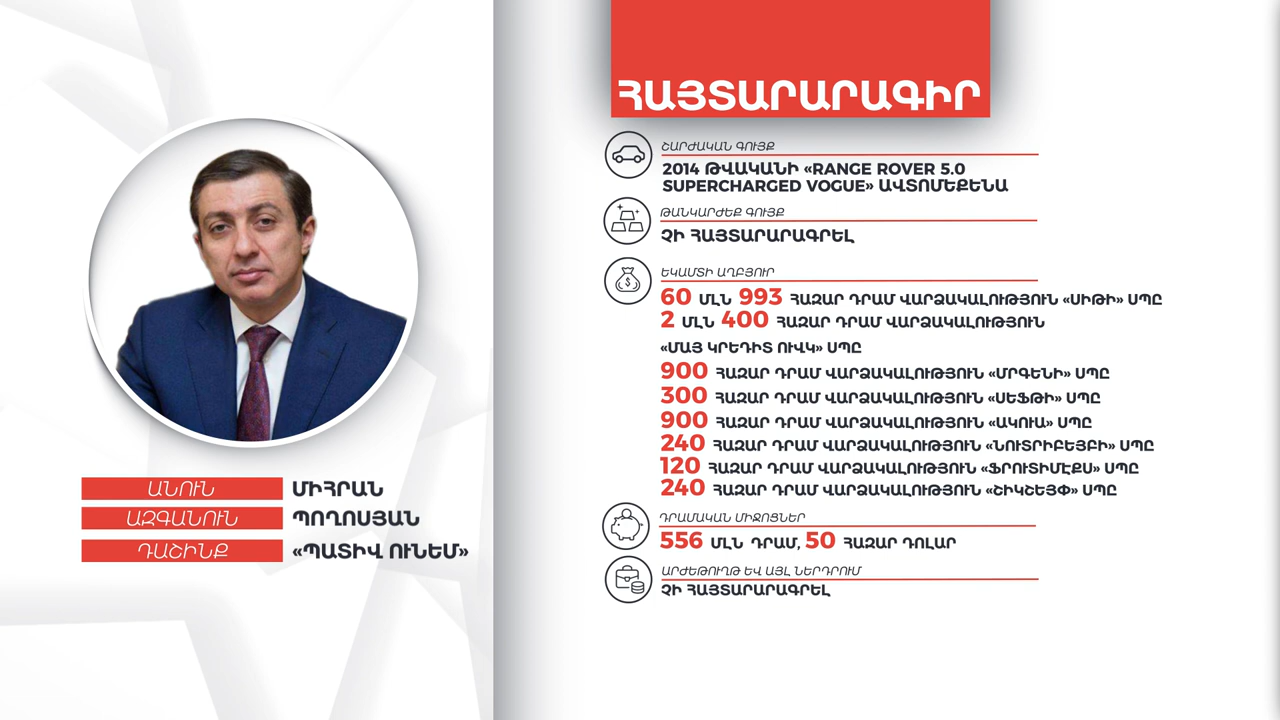 ԱՆՈՒՆ ՄԻՀՐԱՆ
ԱԶԳԱՆՈՒՆ ՊՈՂՈՍՅԱՆ
ԴԱՇԻՆՔ «ՊԱՏԻՎ ՈՒՆԵՄ»
ՀԱՅՏԱՐԱՐԱԳԻՐ
ՇԱՐԺԱԿԱՆ ԳՈՒՅՔ
2014 ԹՎԱԿԱՆԻ «RANGE ROVER 5.0
SUPERCHARGED VOGUE» ԱՎՏՈՄԵՔԵՆԱ
ԹԱՆԿԱՐԺԵՔ ԳՈՒՅՔ
ՉԻ ՀԱՅՏԱՐԱՐԱԳՐԵԼ
ԵԿԱՄՏԻ ԱՂԲՅՈՒՐ
60 ՄԼՆ 993 ՀԱԶԱՐ ԴՐԱՄ ՎԱՐՁԱԿԱԼՈՒԹՅՈՒՆ «ՍԻԹԻ» ՍՊԸ
2 ՄԼՆ 400 ՀԱԶԱՐ ԴՐԱՄ ՎԱՐՁԱԿԱԼՈՒԹՅՈՒՆ
«ՄԱՅ ԿՐԵԴԻՏ ՈՒՎԿ» ՍՊԸ
900 ՀԱԶԱՐ ԴՐԱՄ ՎԱՐՁԱԿԱԼՈՒԹՅՈՒՆ «ՄՐԳԵՆԻ» ՍՊԸ
300 ՀԱԶԱՐ ԴՐԱՄ ՎԱՐՁԱԿԱԼՈՒԹՅՈՒՆ «ՍԵՖԹԻ» ՍՊԸ
900 ՀԱԶԱՐ ԴՐԱՄ ՎԱՐՁԱԿԱԼՈՒԹՅՈՒՆ «ԱԿՈՒԱ» ՍՊԸ
240 ՀԱԶԱՐ ԴՐԱՄ ՎԱՐՁԱԿԱԼՈՒԹՅՈՒՆ «ՆՈՒՏՐԻԲԵՅԲԻ» ՍՊԸ
120 ՀԱԶԱՐ ԴՐԱՄ ՎԱՐՁԱԿԱԼՈՒԹՅՈՒՆ «ՖՐՈՒՏԻՄԷՔՍ» ՍՊԸ
240 ՀԱԶԱՐ ԴՐԱՄ ՎԱՐՁԱԿԱԼՈՒԹՅՈՒՆ «ՇԻԿՇԵՅՓ» ՍՊԸ
ԴՐԱՄԱԿԱՆ ՄԻՋՈՑՆԵՐ
556 ՄԼՆ ԴՐԱՄ, 50 ՀԱԶԱՐ ԴՈԼԱՐ
ԱՐԺԵԹՈՒՂԹ ԵՎ ԱՅԼ ՆԵՐԴՐՈՒՄ
ՉԻ ՀԱՅՏԱՐԱՐԱԳՐԵԼ